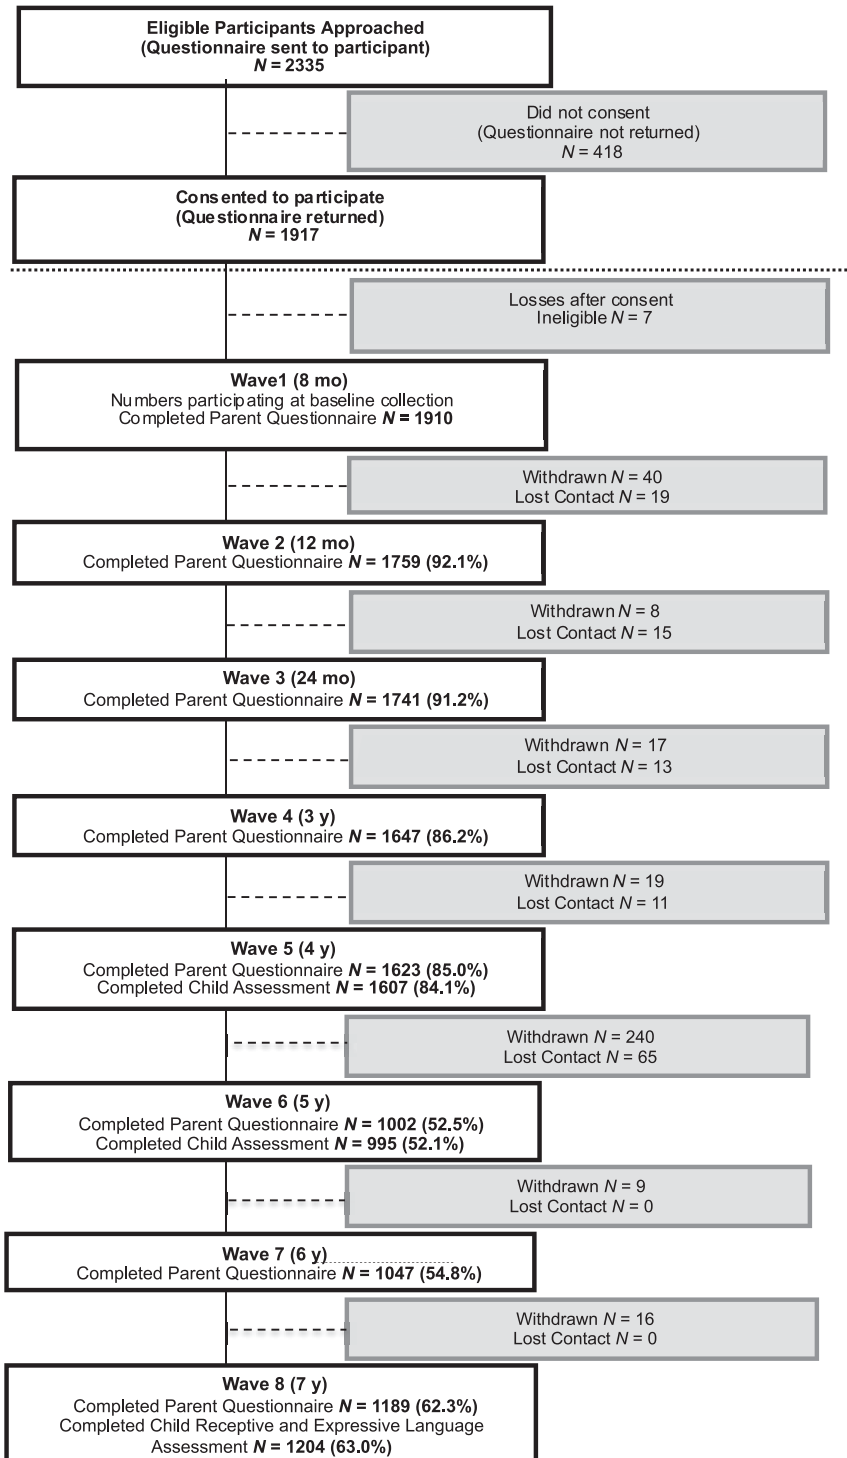 Eligible Participants Approached
(Questionnaire sent to participant)
N = 2335
Did not consent
(Questionnaire not returned)
N = 418
Consented to participate
(Questionnaire returned)
N = 1917
Losses after consent
Ineligible N = 7
Wave1 (8 mo)
Numbers participating at baseline collection
Completed Parent Questionnaire N = 1910
Withdrawn N = 40
Lost Contact N = 19
Wave 2 (12 mo)
Completed Parent Questionnaire N = 1759 (92.1%)
Withdrawn N = 8
Lost Contact N = 15
Wave 3 (24 mo)
Completed Parent Questionnaire N = 1741 (91.2%)
Withdrawn N = 17
Lost Contact N = 13
Wave 4 (3 y)
Completed Parent Questionnaire N = 1647 (86.2%)
Withdrawn N = 19
Lost Contact N = 11
Wave 5 (4 y)
Completed Parent Questionnaire N = 1623 (85.0%)
Completed Child Assessment N = 1607 (84.1%)
Withdrawn N = 240
Lost Contact N = 65
Wave 6 (5 y)
Completed Parent Questionnaire N = 1002 (52.5%)
Completed Child Assessment N = 995 (52.1%)
Withdrawn N = 9
Lost Contact N = 0
Wave 7 (6 y)
Completed Parent Questionnaire N = 1047 (54.8%)
Withdrawn N = 16
Lost Contact N = 0
Wave 8 (7 y)
Completed Parent Questionnaire N = 1189 (62.3%)
Completed Child Receptive and Expressive Language
Assessment N = 1204 (63.0%)